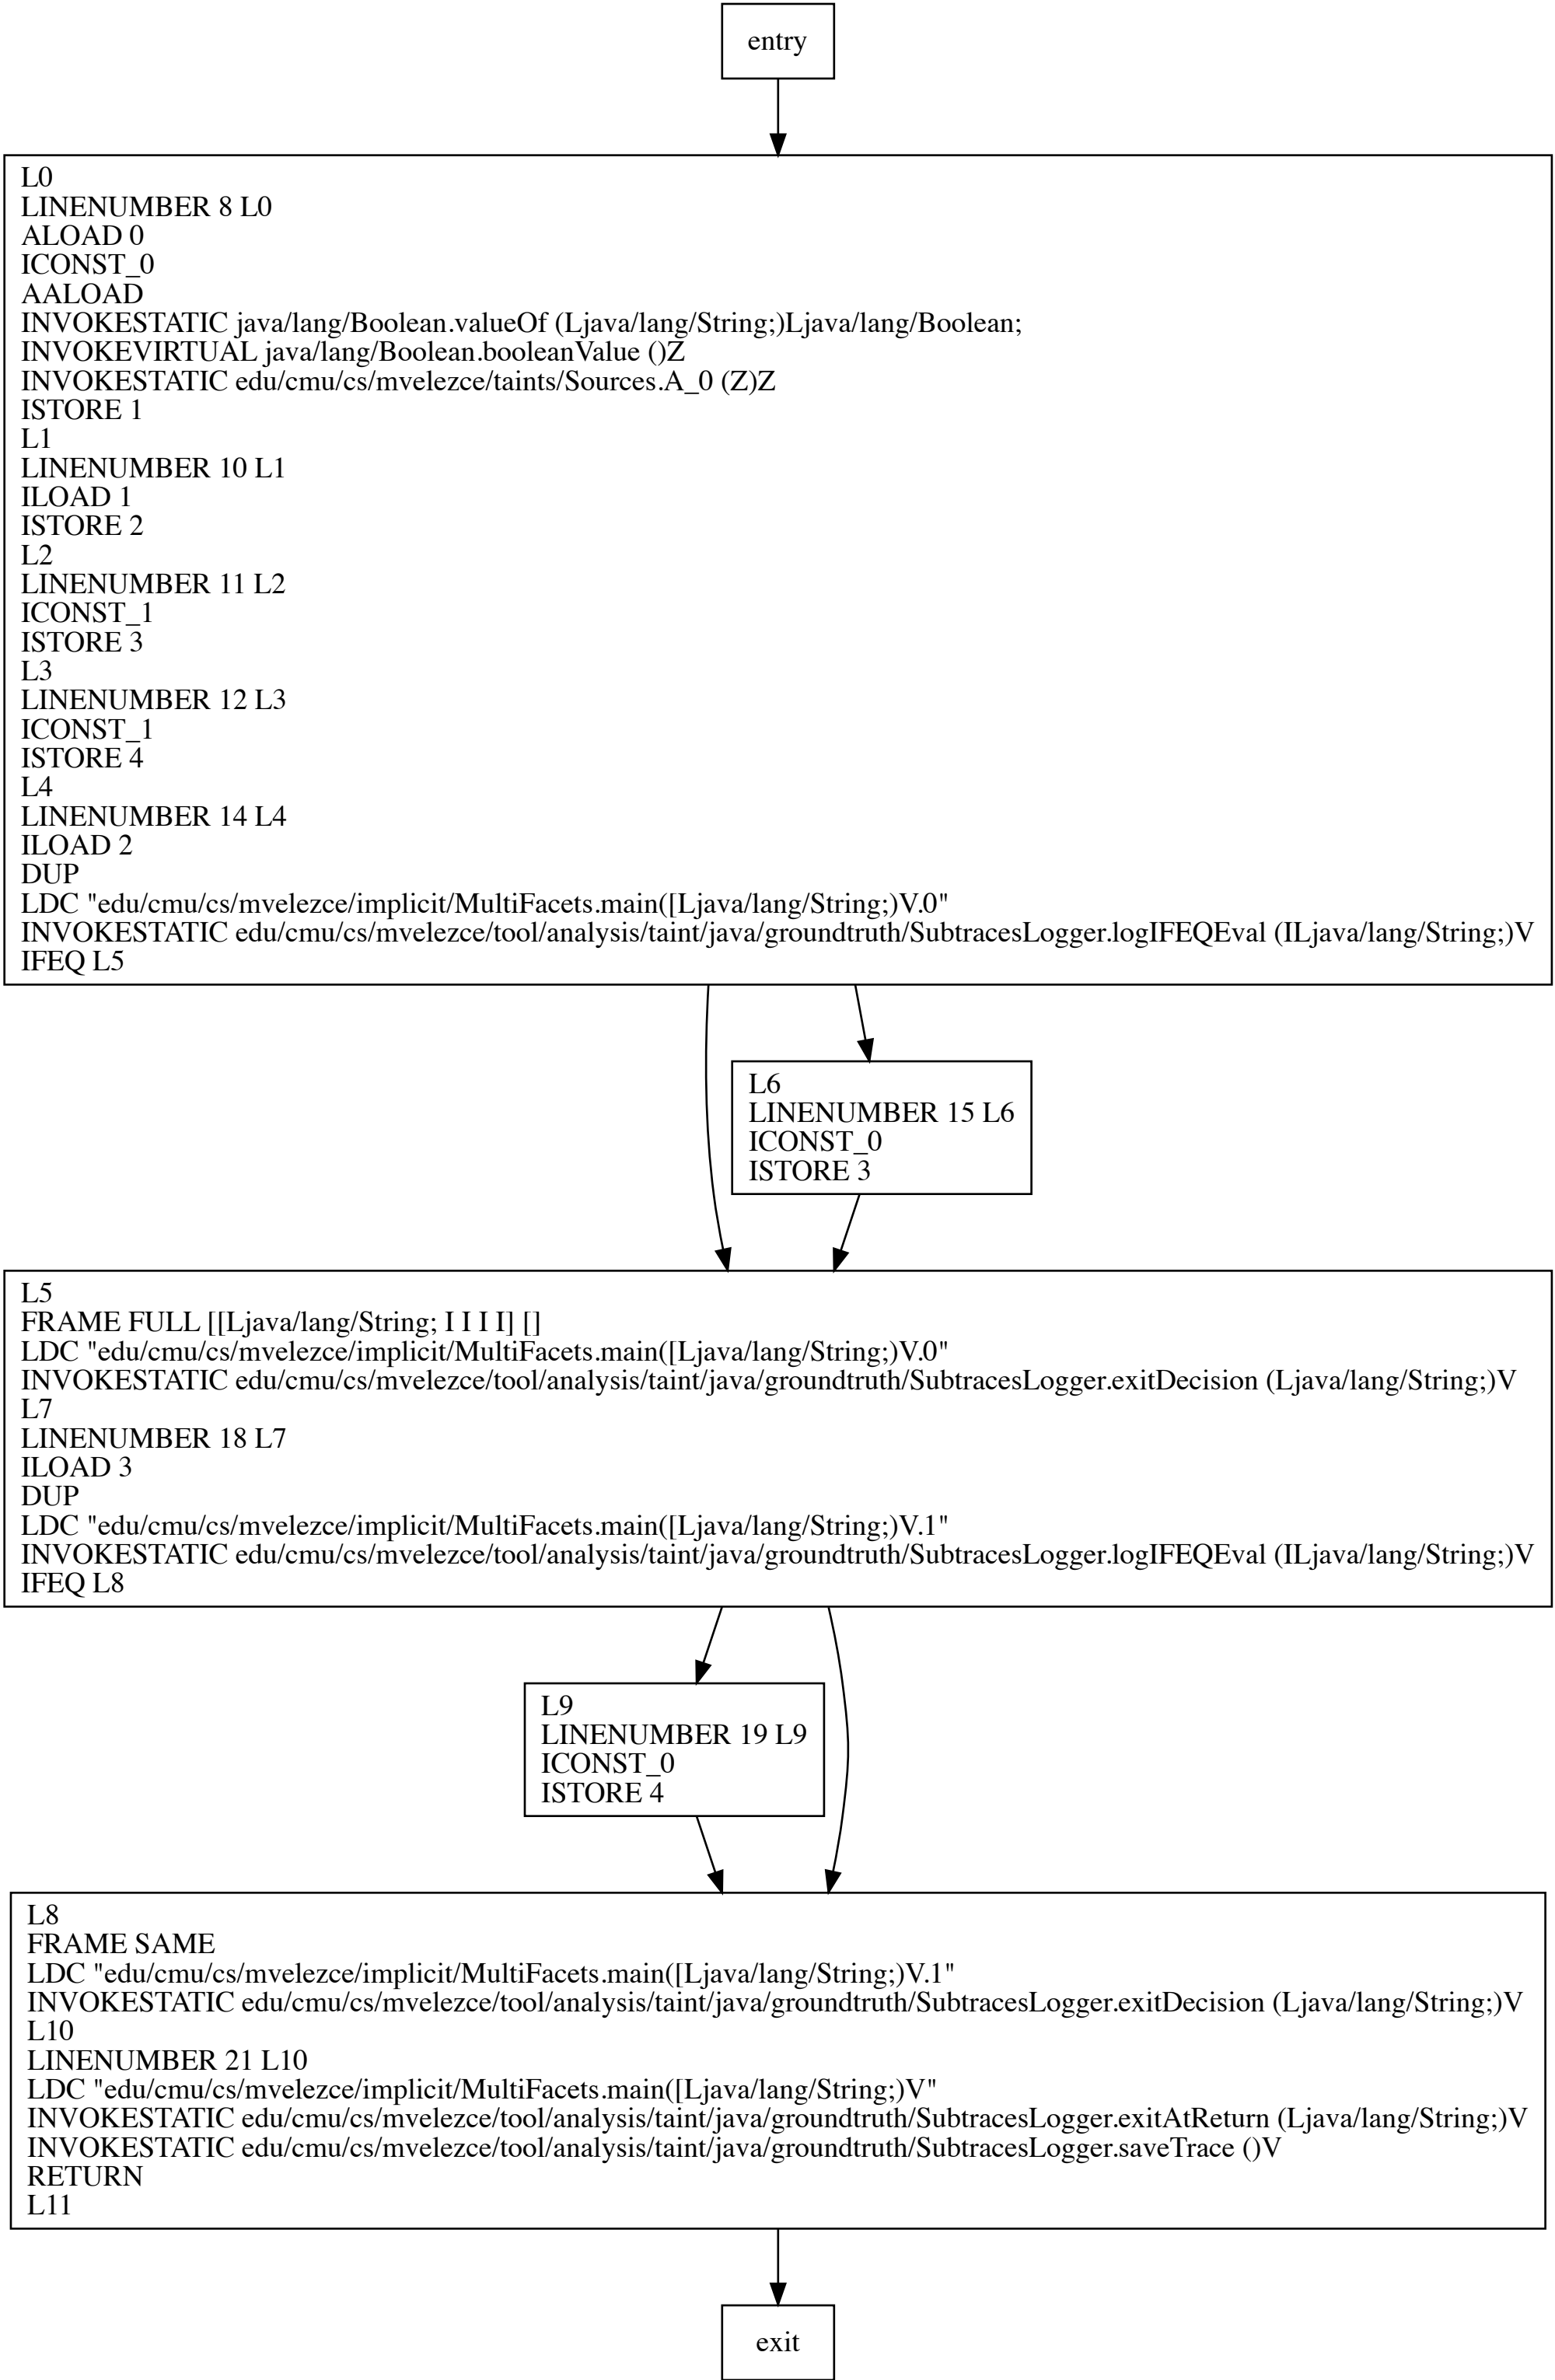 entry
L0
LINENUMBER 8 L0
ALOAD 0
ICONST_0
AALOAD
INVOKESTATIC java/lang/Boolean.valueOf (Ljava/lang/String;)Ljava/lang/Boolean;
INVOKEVIRTUAL java/lang/Boolean.booleanValue ()Z
INVOKESTATIC edu/cmu/cs/mvelezce/taints/Sources.A_0 (Z)Z
ISTORE 1
L1
LINENUMBER 10 L1
ILOAD 1
ISTORE 2
L2
LINENUMBER 11 L2
ICONST_1
ISTORE 3
L3
LINENUMBER 12 L3
ICONST_1
ISTORE 4
L4
LINENUMBER 14 L4
ILOAD 2
DUP
LDC "edu/cmu/cs/mvelezce/implicit/MultiFacets.main([Ljava/lang/String;)V.0"
INVOKESTATIC edu/cmu/cs/mvelezce/tool/analysis/taint/java/groundtruth/SubtracesLogger.logIFEQEval (ILjava/lang/String;)V
IFEQ L5
L6
LINENUMBER 15 L6
ICONST_0
ISTORE 3
L5
FRAME FULL [[Ljava/lang/String; I I I I] []
LDC "edu/cmu/cs/mvelezce/implicit/MultiFacets.main([Ljava/lang/String;)V.0"
INVOKESTATIC edu/cmu/cs/mvelezce/tool/analysis/taint/java/groundtruth/SubtracesLogger.exitDecision (Ljava/lang/String;)V
L7
LINENUMBER 18 L7
ILOAD 3
DUP
LDC "edu/cmu/cs/mvelezce/implicit/MultiFacets.main([Ljava/lang/String;)V.1"
INVOKESTATIC edu/cmu/cs/mvelezce/tool/analysis/taint/java/groundtruth/SubtracesLogger.logIFEQEval (ILjava/lang/String;)V
IFEQ L8
L9
LINENUMBER 19 L9
ICONST_0
ISTORE 4
L8
FRAME SAME
LDC "edu/cmu/cs/mvelezce/implicit/MultiFacets.main([Ljava/lang/String;)V.1"
INVOKESTATIC edu/cmu/cs/mvelezce/tool/analysis/taint/java/groundtruth/SubtracesLogger.exitDecision (Ljava/lang/String;)V
L10
LINENUMBER 21 L10
LDC "edu/cmu/cs/mvelezce/implicit/MultiFacets.main([Ljava/lang/String;)V"
INVOKESTATIC edu/cmu/cs/mvelezce/tool/analysis/taint/java/groundtruth/SubtracesLogger.exitAtReturn (Ljava/lang/String;)V
INVOKESTATIC edu/cmu/cs/mvelezce/tool/analysis/taint/java/groundtruth/SubtracesLogger.saveTrace ()V
RETURN
L11
exit